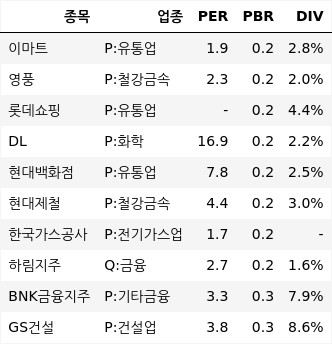 종목 업종 PER PBR DIV
이마트 P:유통업 1.9 0.2 2.8%
영풍 P:철강금속 2.3 0.2 2.0%
롯데쇼핑 P:유통업 - 0.2 4.4%
DL P:화학 16.9 0.2 2.2%
현대백화점 P:유통업 7.8 0.2 2.5%
현대제철 P:철강금속 4.4 0.2 3.0%
한국가스공사 P:전기가스업 1.7 0.2 -
하림지주 Q:금융 2.7 0.2 1.6%
BNK금융지주 P:기타금융 3.3 0.3 7.9%
GS건설 P:건설업 3.8 0.3 8.6%